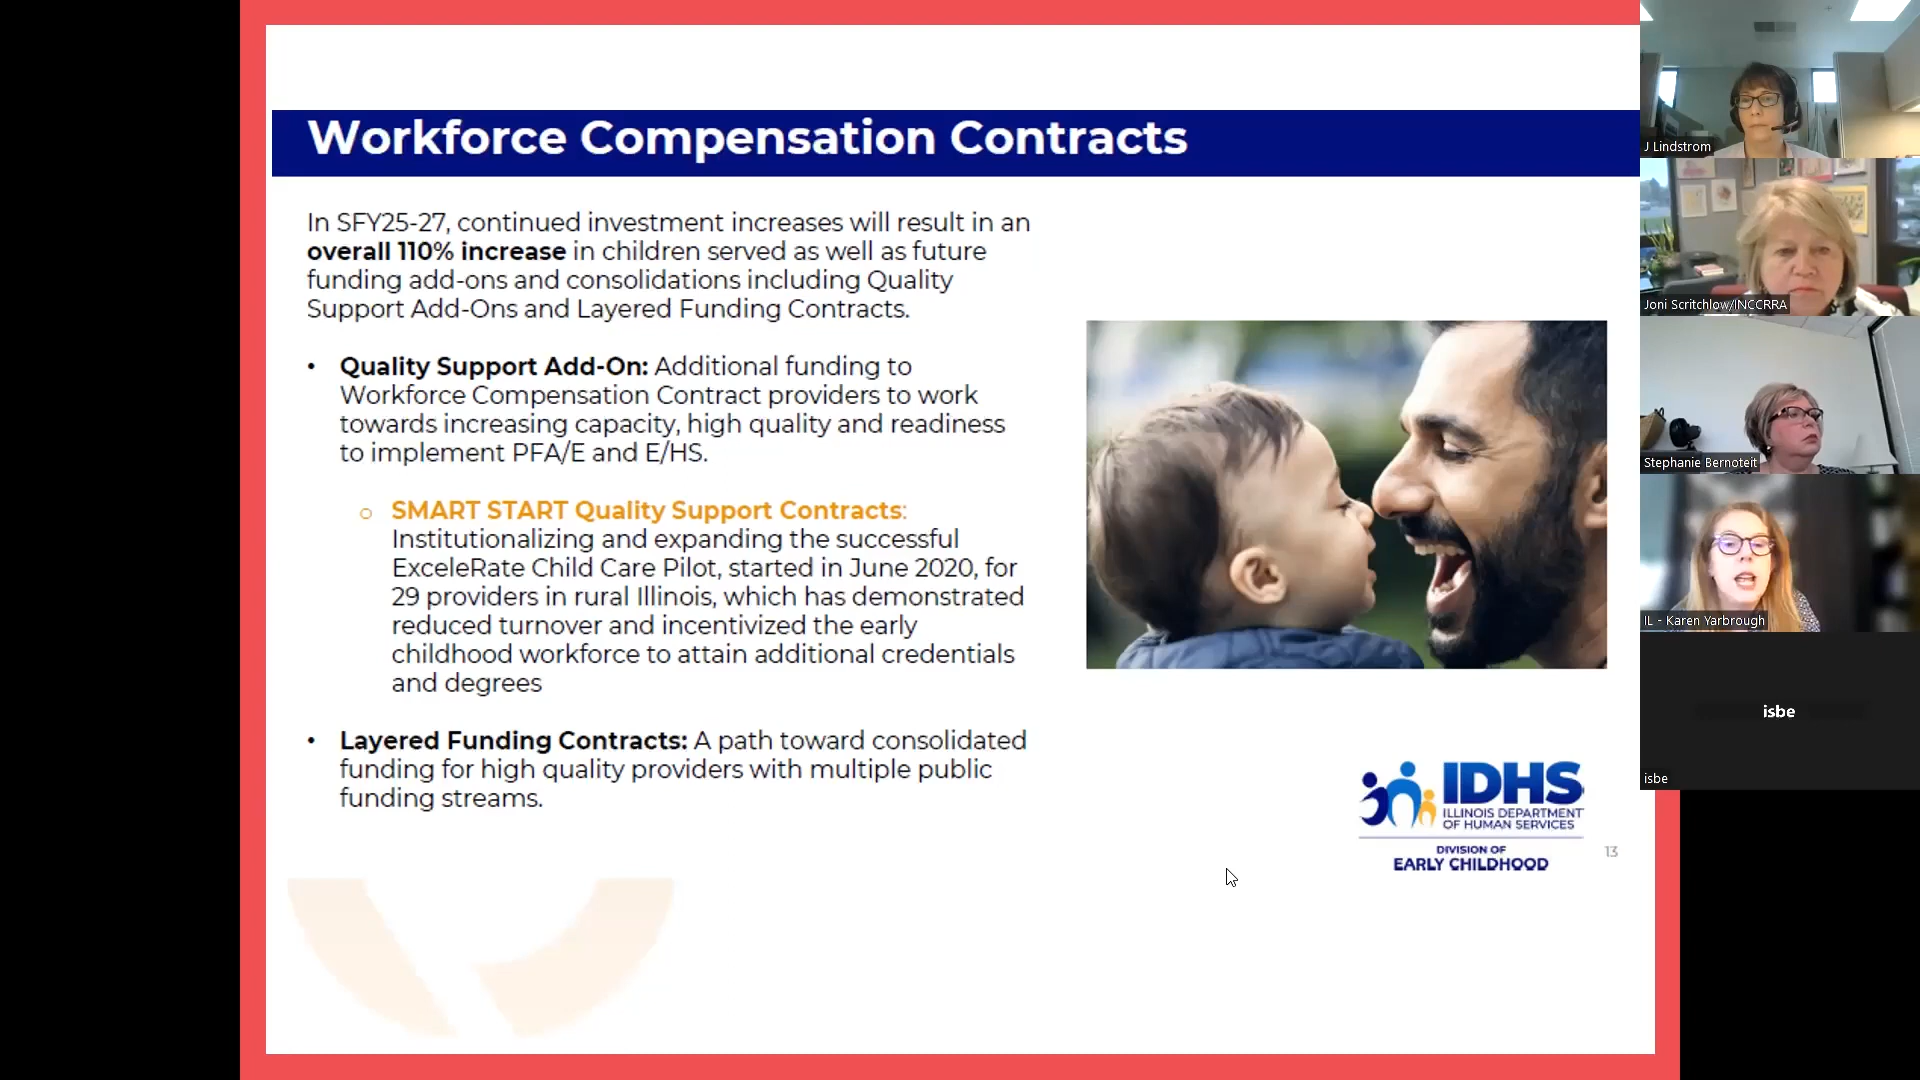 Workforce Compensation Contracts
In SFY25-27, continued investment increases will result in an
overall 110% increase in children served as well as future
funding add-ons and consolidations including Quality
Support Add-Ons and Layered Funding Contracts.
• Quality Support Add-On: Additional funding to
Workforce Compensation Contract providers to work
towards increasing capacity, high quality and readiness
to implement PFA/E and E/HS.
o SMART START Quality Support Contracts:
Institutionalizing and expanding the successful
ExceleRate Child Care Pilot, started in June 2020, for
29 providers in rural Illinois, which has demonstrated
reduced turnover and incentivized the early
childhood workforce to attain additional credentials
and degrees
• Layered Funding Contracts: A path toward consolidated
funding for high quality providers with multiple public
funding streams.
IDHS
ILLINOIS DEPARTMENT
OF HUMAN SERVICES
DIVISION OF
EARLY CHILDHOOD
13
J Lindstrom
Joni Scritchlow/INCCRRA
Stephanie Bernoteit
IL - Karen Yarbrough
isbe
isbe